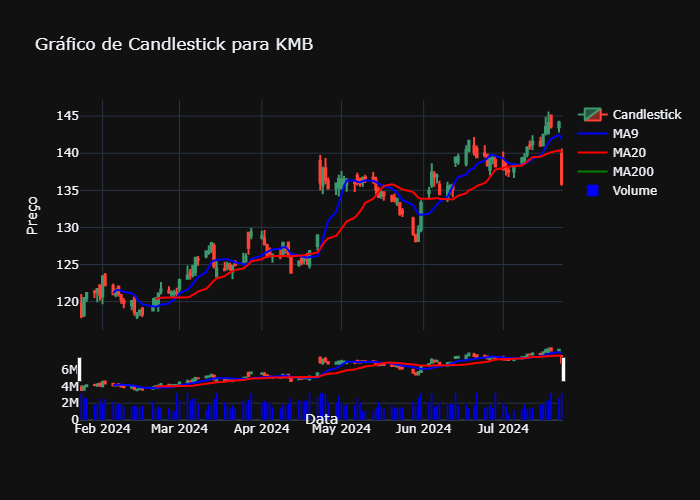 Gráfico de Candlestick para KMB
145
140
135
130
125
120
Preço
Candlestick
MA9
MA20
MA200
Volume
6M
4M
2M
0
Data
Feb 2024
Mar 2024
Apr 2024
May 2024
Jun 2024
Jul 2024